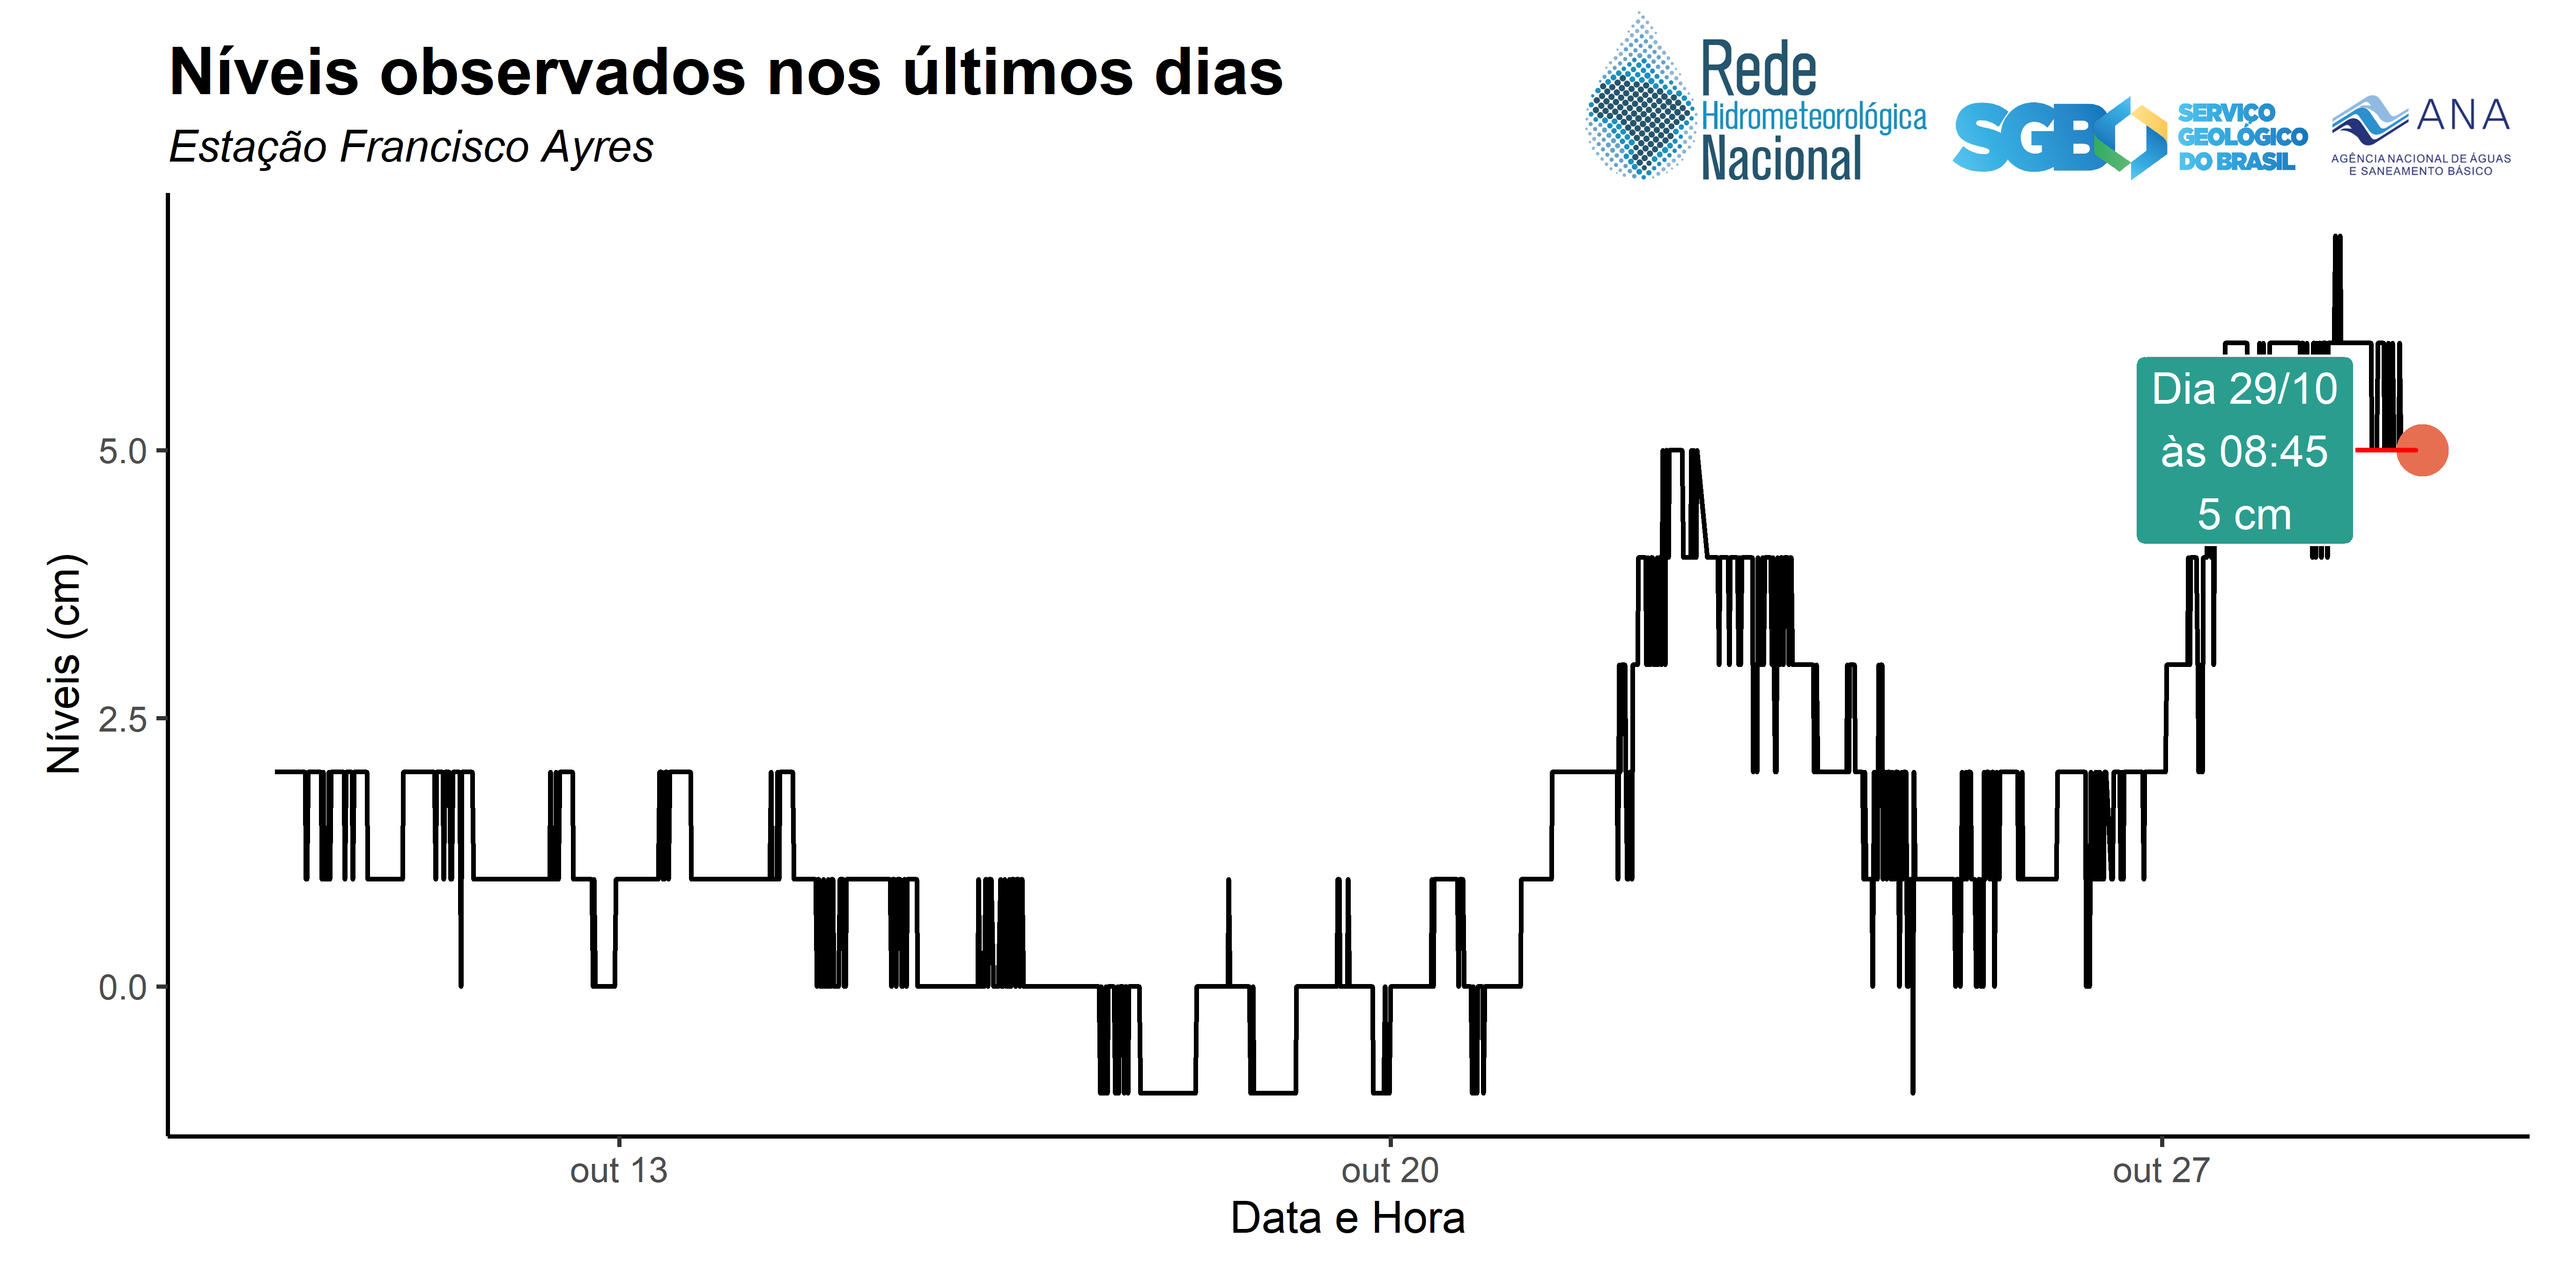 Níveis observados nos últimos dias
Estação Francisco Ayres
Rede
Hidrometeorológica
Nacional
SGB
SERVIÇO
GEOLÓGICO
DO BRASIL
ANA
AGÊNCIA NACIONAL DE ÁGUAS
E SANEAMENTO BÁSICO
Níveis (cm)
5.0
2.5
0.0
Dia 29/10
às 08:45
5 cm
out 13
out 20
out 27
Data e Hora